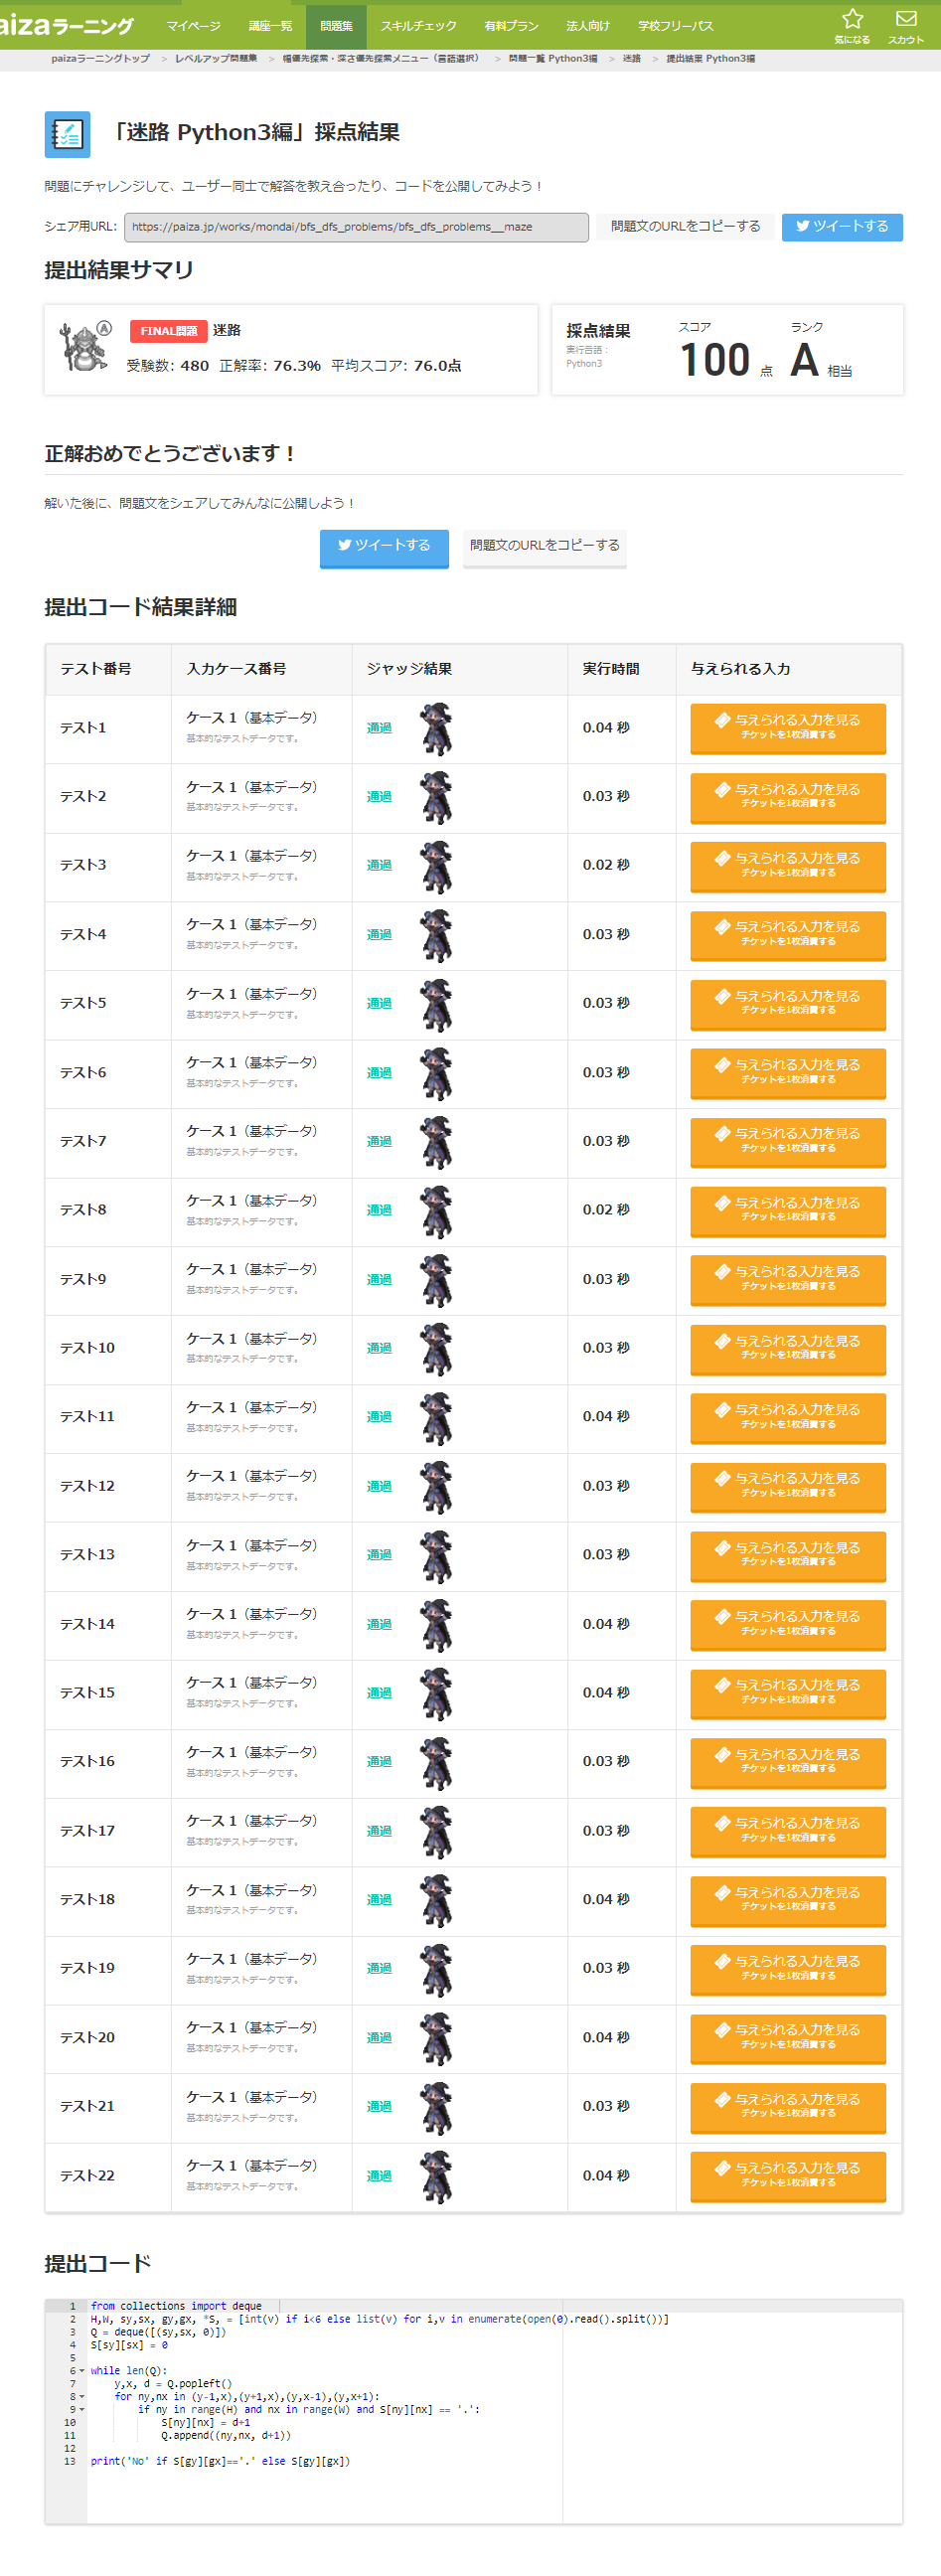 paizaラーニング
マイページ 講座一覧 問題集 スキルチェック 有料プラン 法人向け 学校フリーパス 気になる スカウト
paizaラーニングトップ > レベルアップ問題集 > 幅優先探索・深さ優先探索メニュー（言語選択） > 問題一覧 Python3編 > 迷路 > 提出結果 Python3編
「迷路 Python3編」採点結果
問題にチャレンジして、ユーザー同士で解答を教え合ったり、コードを公開してみよう！
シェア用URL: https://paiza.jp/works/mondai/bfs_dfs_problems/bfs_dfs_problems__maze 問題文のURLをコピーする ツイートする
提出結果サマリ
A FINAL問題 迷路
受験数: 480 正解率: 76.3% 平均スコア: 76.0点
採点結果 スコア ランク
実行言語：
Python3
100 点 A 相当
正解おめでとうございます！
解いた後に、問題文をシェアしてみんなに公開しよう！
ツイートする 問題文のURLをコピーする
提出コード結果詳細
テスト番号 入力ケース番号 ジャッジ結果 実行時間 与えられる入力
テスト1 ケース 1（基本データ） 通過 0.04 秒 与えられる入力を見る
基本的なテストデータです。 チケットを1枚消費する
テスト2 ケース 1（基本データ） 通過 0.03 秒 与えられる入力を見る
基本的なテストデータです。 チケットを1枚消費する
テスト3 ケース 1（基本データ） 通過 0.02 秒 与えられる入力を見る
基本的なテストデータです。 チケットを1枚消費する
テスト4 ケース 1（基本データ） 通過 0.03 秒 与えられる入力を見る
基本的なテストデータです。 チケットを1枚消費する
テスト5 ケース 1（基本データ） 通過 0.03 秒 与えられる入力を見る
基本的なテストデータです。 チケットを1枚消費する
テスト6 ケース 1（基本データ） 通過 0.03 秒 与えられる入力を見る
基本的なテストデータです。 チケットを1枚消費する
テスト7 ケース 1（基本データ） 通過 0.03 秒 与えられる入力を見る
基本的なテストデータです。 チケットを1枚消費する
テスト8 ケース 1（基本データ） 通過 0.02 秒 与えられる入力を見る
基本的なテストデータです。 チケットを1枚消費する
テスト9 ケース 1（基本データ） 通過 0.03 秒 与えられる入力を見る
基本的なテストデータです。 チケットを1枚消費する
テスト10 ケース 1（基本データ） 通過 0.03 秒 与えられる入力を見る
基本的なテストデータです。 チケットを1枚消費する
テスト11 ケース 1（基本データ） 通過 0.04 秒 与えられる入力を見る
基本的なテストデータです。 チケットを1枚消費する
テスト12 ケース 1（基本データ） 通過 0.03 秒 与えられる入力を見る
基本的なテストデータです。 チケットを1枚消費する
テスト13 ケース 1（基本データ） 通過 0.03 秒 与えられる入力を見る
基本的なテストデータです。 チケットを1枚消費する
テスト14 ケース 1（基本データ） 通過 0.04 秒 与えられる入力を見る
基本的なテストデータです。 チケットを1枚消費する
テスト15 ケース 1（基本データ） 通過 0.04 秒 与えられる入力を見る
基本的なテストデータです。 チケットを1枚消費する
テスト16 ケース 1（基本データ） 通過 0.03 秒 与えられる入力を見る
基本的なテストデータです。 チケットを1枚消費する
テスト17 ケース 1（基本データ） 通過 0.03 秒 与えられる入力を見る
基本的なテストデータです。 チケットを1枚消費する
テスト18 ケース 1（基本データ） 通過 0.04 秒 与えられる入力を見る
基本的なテストデータです。 チケットを1枚消費する
テスト19 ケース 1（基本データ） 通過 0.03 秒 与えられる入力を見る
基本的なテストデータです。 チケットを1枚消費する
テスト20 ケース 1（基本データ） 通過 0.04 秒 与えられる入力を見る
基本的なテストデータです。 チケットを1枚消費する
テスト21 ケース 1（基本データ） 通過 0.03 秒 与えられる入力を見る
基本的なテストデータです。 チケットを1枚消費する
テスト22 ケース 1（基本データ） 通過 0.04 秒 与えられる入力を見る
基本的なテストデータです。 チケットを1枚消費する
提出コード
1 from collections import deque
2 H,W, sy,sx, gy,gx, *S, = [int(v) if i<6 else list(v) for i,v in enumerate(open(0).read().split())]
3 Q = deque([(sy,sx, 0)])
4 S[sy][sx] = 0
5
6 while len(Q):
7 y,x, d = Q.popleft()
8 for ny,nx in (y-1,x),(y+1,x),(y,x-1),(y,x+1):
9 if ny in range(H) and nx in range(W) and S[ny][nx] == '.':
10 S[ny][nx] = d+1
11 Q.append((ny,nx, d+1))
12
13 print('No' if S[gy][gx]=='.' else S[gy][gx])